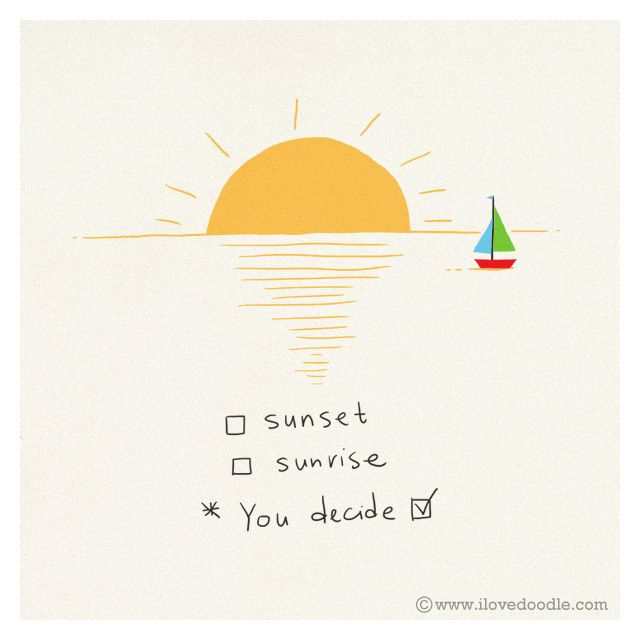 ☐ sunset
☐ sunrise
* You decide ☑
© www.ilovedoodle.com